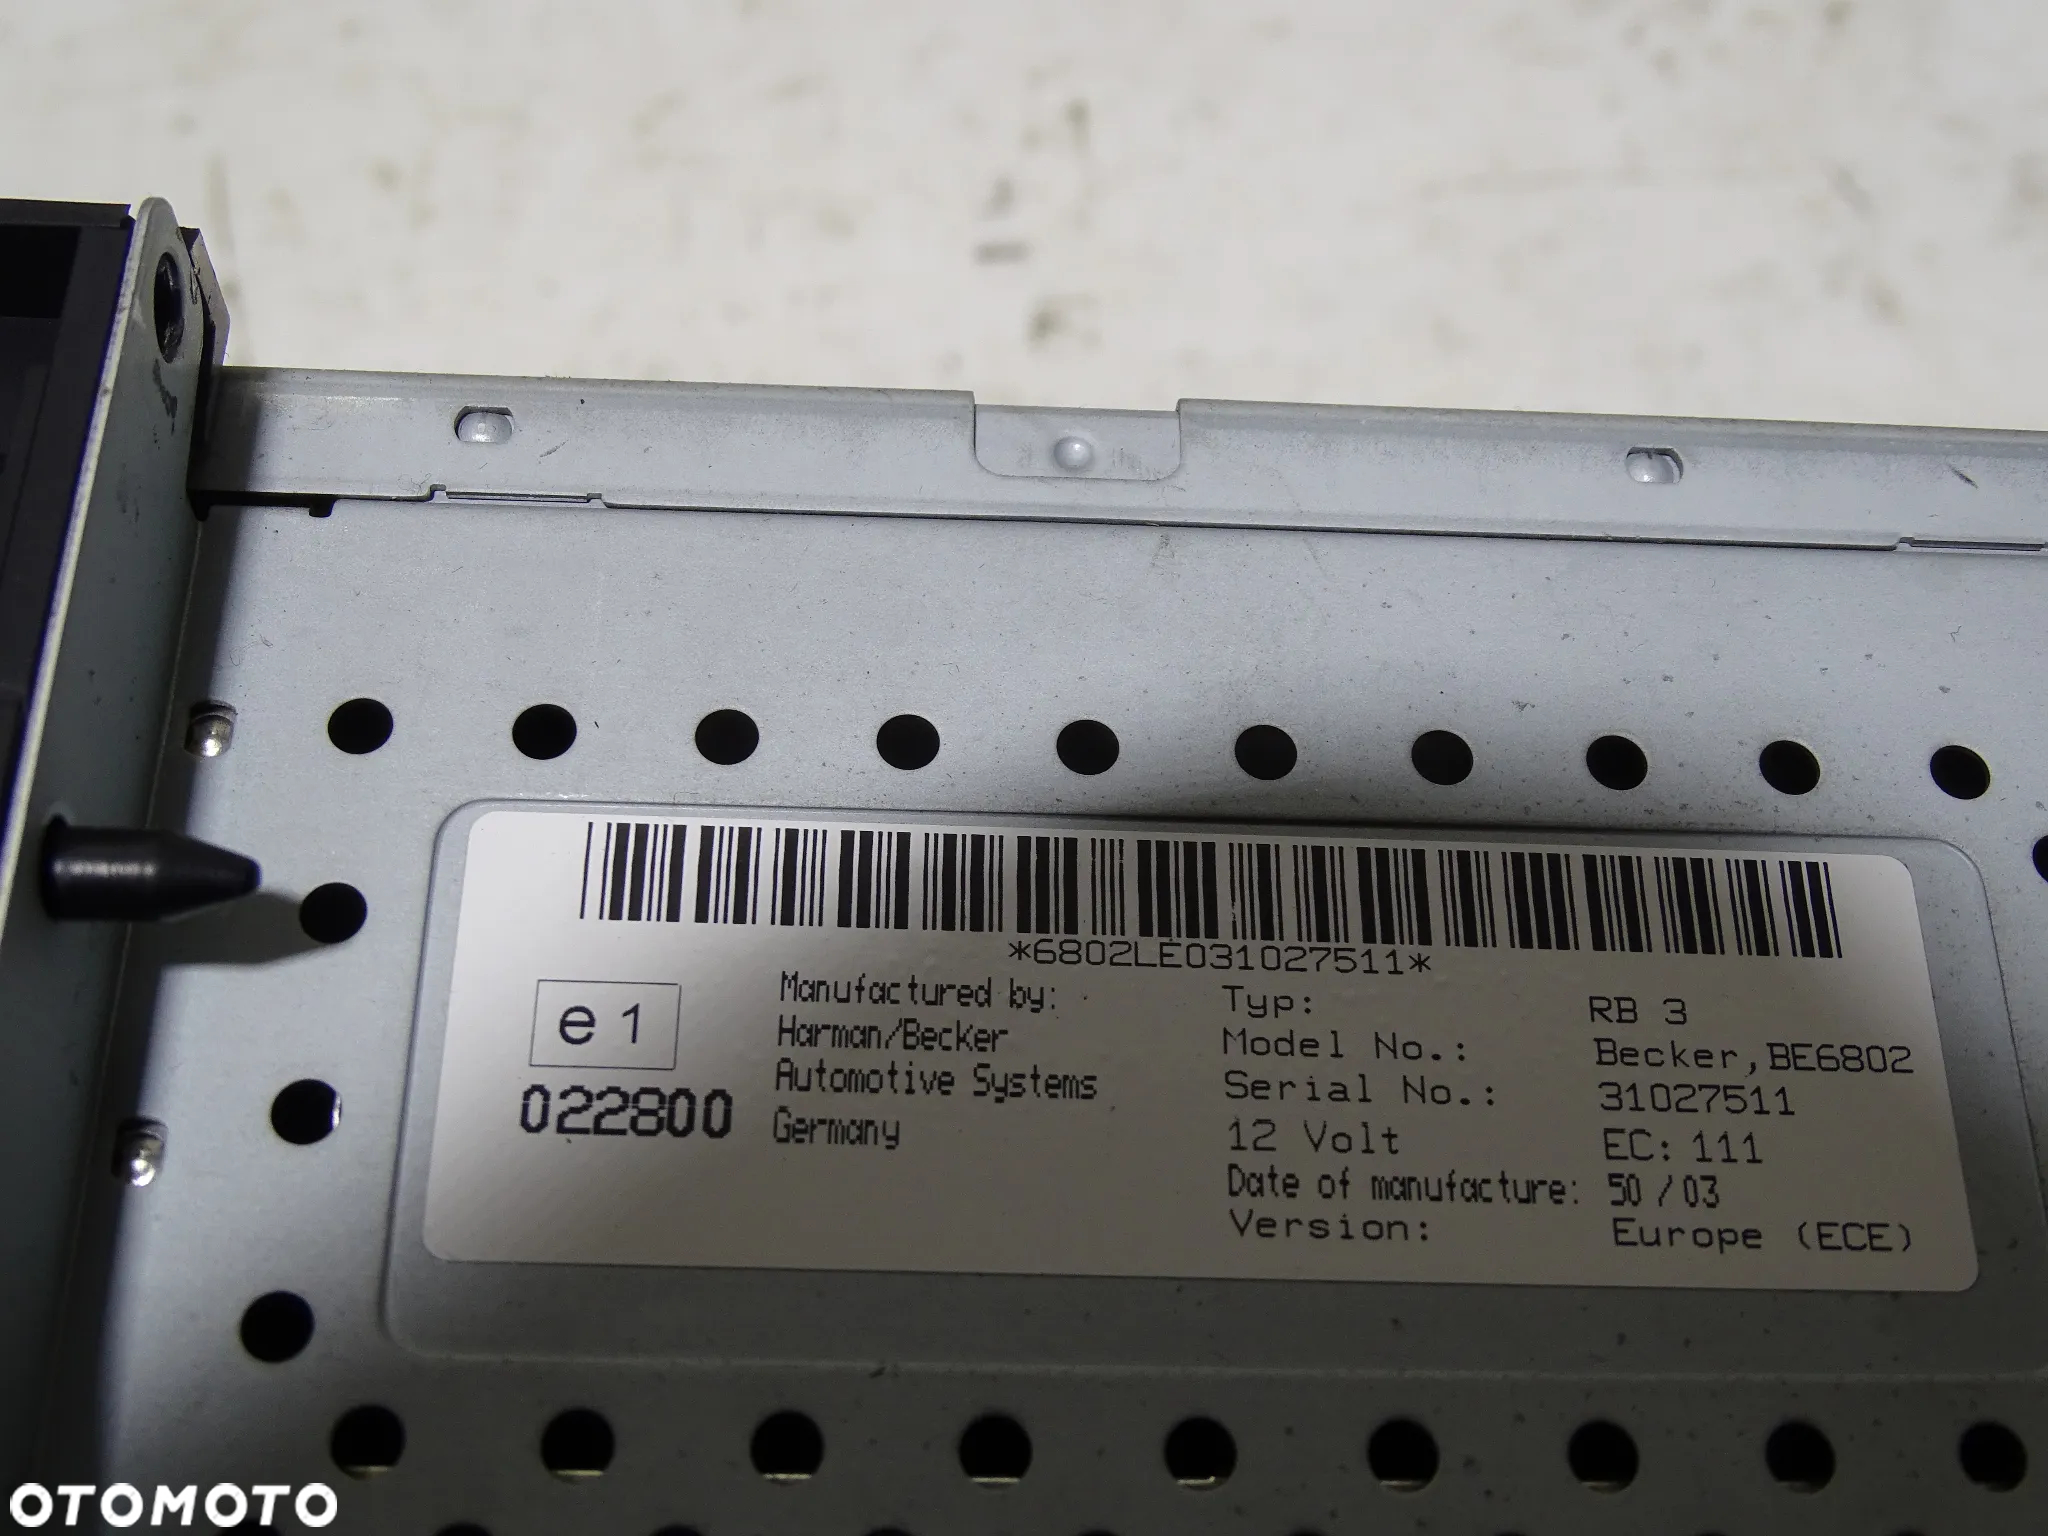 *6802LE031027511*
e1
022800
Manufactured by:
Harman/Becker
Automotive Systems
Germany
Typ: RB 3
Model No.: Becker,BE6802
Serial No.: 31027511
12 Volt EC: 111
Date of manufacture: 50 / 03
Version: Europe (ECE)
OTOMOTO